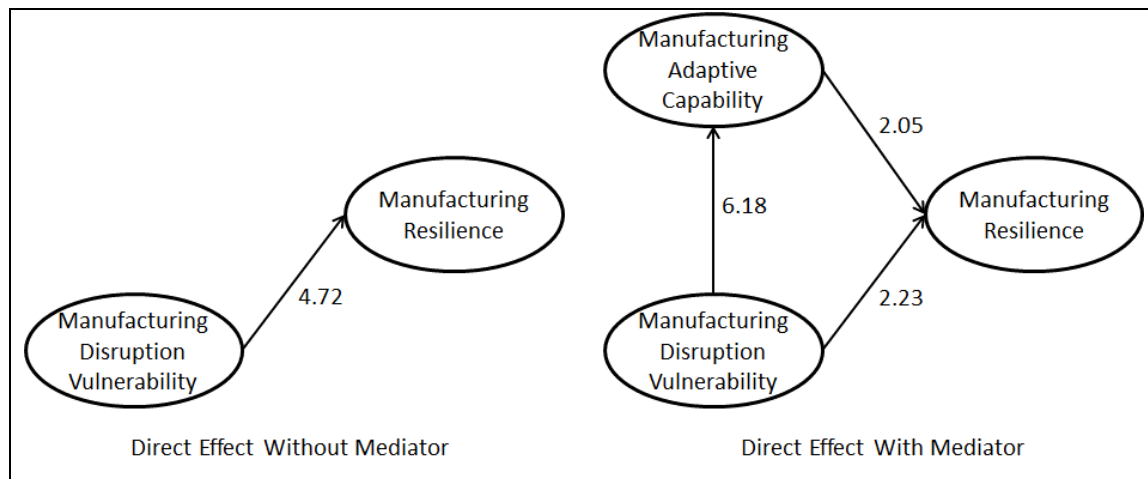 Manufacturing
Resilience
4.72
Manufacturing
Disruption
Vulnerability
Direct Effect Without Mediator
Manufacturing
Adaptive
Capability
2.05
6.18
Manufacturing
Resilience
2.23
Manufacturing
Disruption
Vulnerability
Direct Effect With Mediator